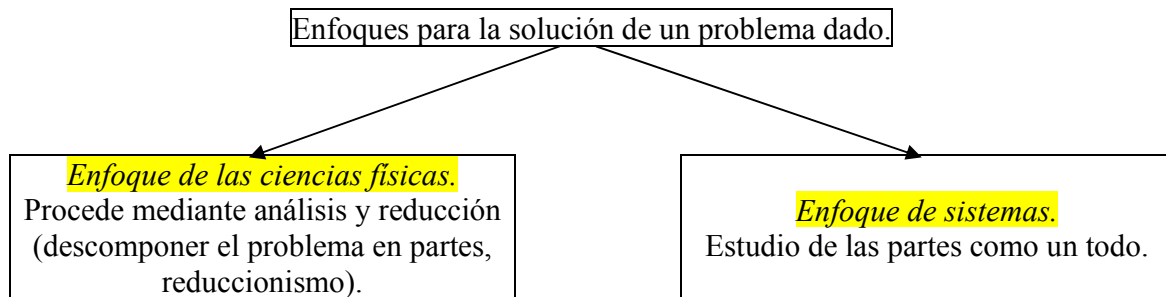 Enfoques para la solución de un problema dado.
Enfoque de las ciencias físicas.
Procede mediante análisis y reducción
(descomponer el problema en partes,
reduccionismo).
Enfoque de sistemas.
Estudio de las partes como un todo.